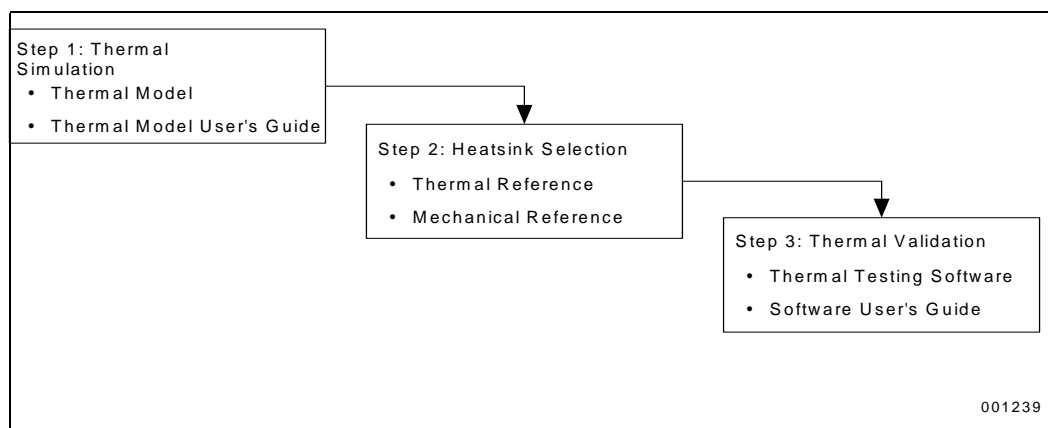 Step 1: Thermal
Simulation
• Thermal Model
• Thermal Model User's Guide
Step 2: Heatsink Selection
• Thermal Reference
• Mechanical Reference
Step 3: Thermal Validation
• Thermal Testing Software
• Software User's Guide
001239